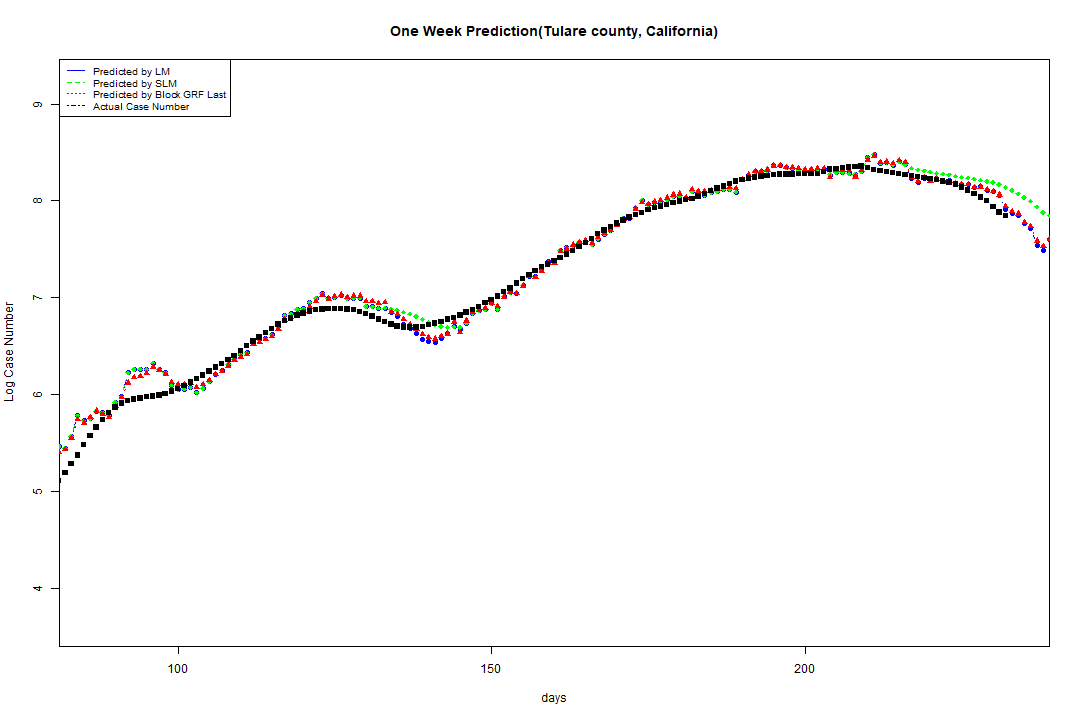 One Week Prediction(Tulare county, California)
Predicted by LM
Predicted by SLM
Predicted by Block GRF Last
Actual Case Number
9
8
7
6
5
4
Log Case Number
100 150 200
days